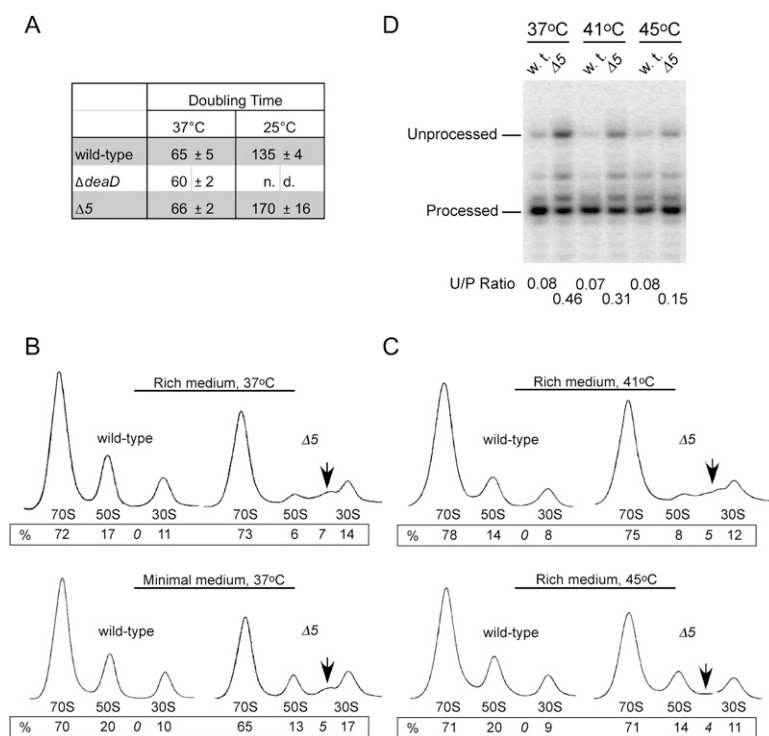 A
Doubling Time
37°C 25°C
wild-type 65 ± 5 135 ± 4
ΔdeaD 60 ± 2 n. d.
Δ5 66 ± 2 170 ± 16
D
37°C 41°C 45°C
w. t. Δ5 w. t. Δ5 w. t. Δ5
Unprocessed
Processed
U/P Ratio 0.08 0.07 0.08
0.46 0.31 0.15
B
Rich medium, 37°C
wild-type Δ5
70S 50S 30S 70S 50S 30S
% 72 17 0 11 73 6 7 14
Minimal medium, 37°C
wild-type Δ5
70S 50S 30S 70S 50S 30S
% 70 20 0 10 65 13 5 17
C
Rich medium, 41°C
wild-type Δ5
70S 50S 30S 70S 50S 30S
% 78 14 0 8 75 8 5 12
Rich medium, 45°C
wild-type Δ5
70S 50S 30S 70S 50S 30S
% 71 20 0 9 71 14 4 11